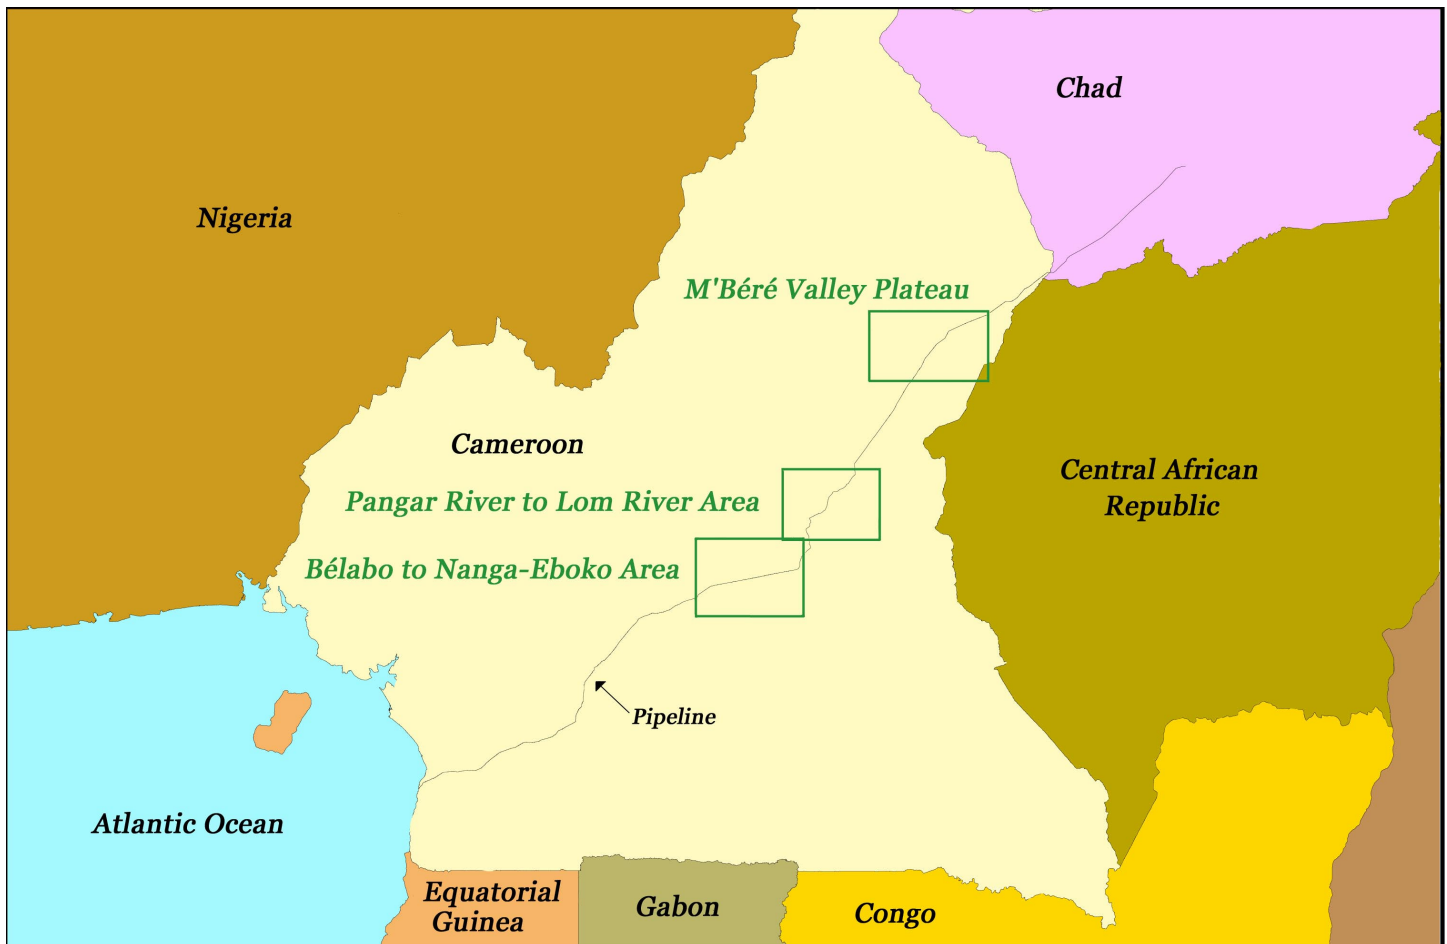 Chad
Nigeria
M'Béré Valley Plateau
Cameroon
Central African
Republic
Pangar River to Lom River Area
Bélabo to Nanga-Eboko Area
Pipeline
Atlantic Ocean
Equatorial
Guinea
Gabon
Congo